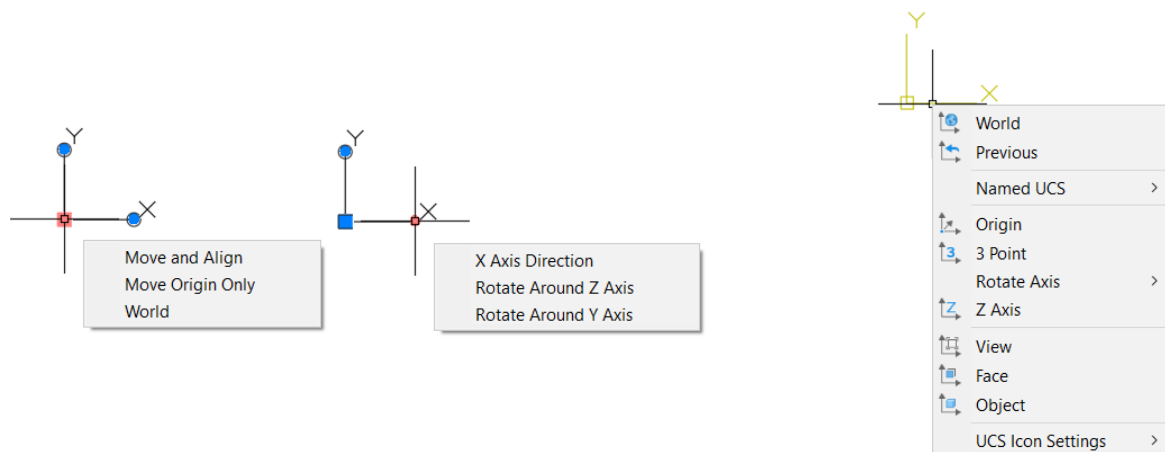 Y
X
Move and Align
Move Origin Only
World
Y
X
X Axis Direction
Rotate Around Z Axis
Rotate Around Y Axis
Y
X
World
Previous
Named UCS
Origin
3 Point
Rotate Axis
Z Axis
View
Face
Object
UCS Icon Settings